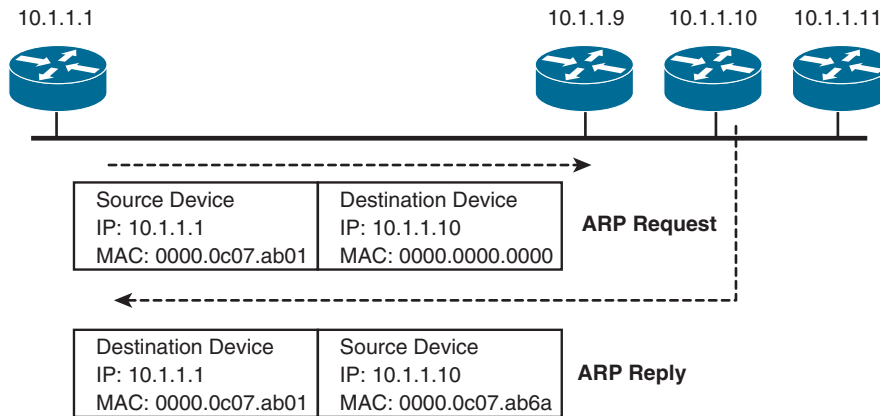 10.1.1.1 10.1.1.9 10.1.1.10 10.1.1.11
Source Device
IP: 10.1.1.1
MAC: 0000.0c07.ab01
Destination Device
IP: 10.1.1.10
MAC: 0000.0000.0000
ARP Request
Destination Device
IP: 10.1.1.1
MAC: 0000.0c07.ab01
Source Device
IP: 10.1.1.10
MAC: 0000.0c07.ab6a
ARP Reply